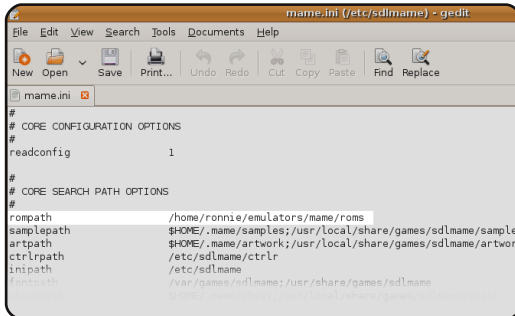 mame.ini (/etc/sdlmame) - gedit
File Edit View Search Tools Documents Help
New Open Save Print... Undo Redo Cut Copy Paste Find Replace
mame.ini
#
# CORE CONFIGURATION OPTIONS
#
readconfig 1
#
# CORE SEARCH PATH OPTIONS
#
rompath /home/ronnie/emulators/mame/roms
samplepath $HOME/.mame/samples;/usr/local/share/games/sdlmame/sample
artpath $HOME/.mame/artwork;/usr/local/share/games/sdlmame/artwor
ctrlrpath /etc/sdlmame/ctrlr
inipath /etc/sdlmame
fontpath /var/games/sdlmame;/usr/share/games/sdlmame